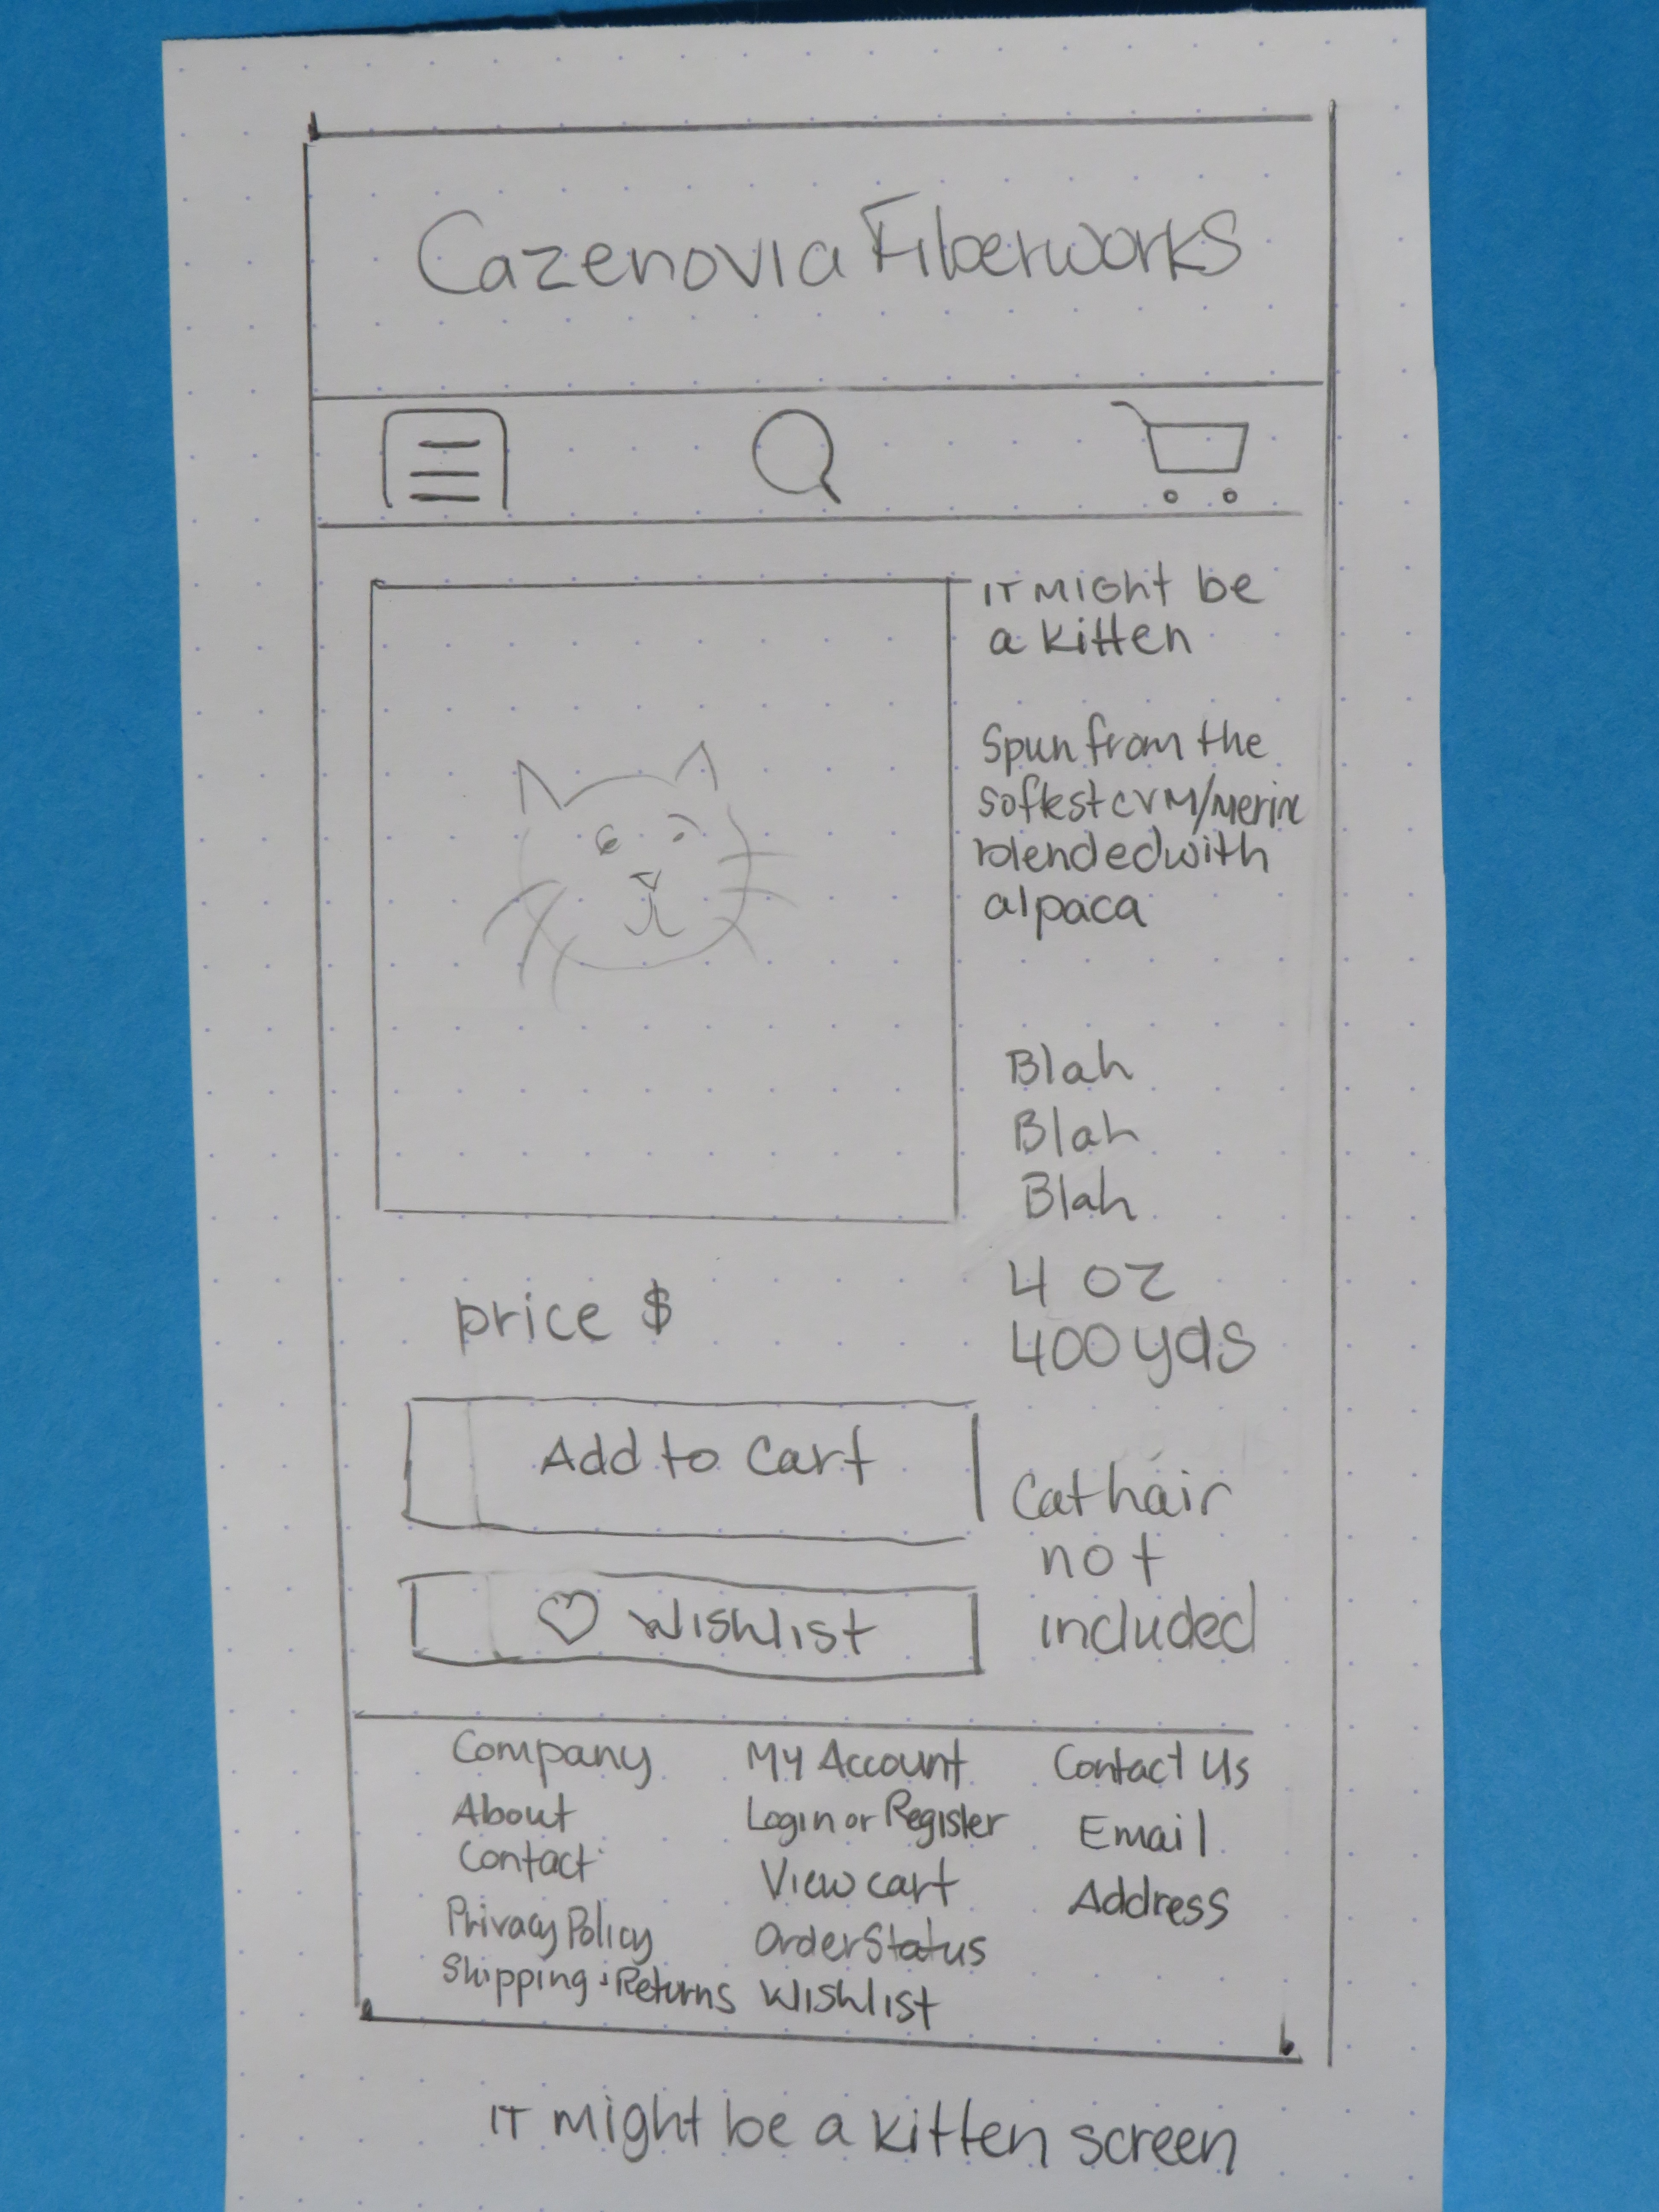 Cazenovia Fiberworks
IT MIGHT be
a kitten
Spun from the
softest CVM/Merino
blended with
alpaca
Blah
Blah
Blah
price $
4 oz
400 yds
Add to Cart
Cat hair
not
included
Wishlist
Company
About
Contact
Privacy Policy
Shipping + Returns
My Account
Login or Register
View cart
Order Status
Wishlist
Contact Us
Email
Address
IT might be a kitten screen